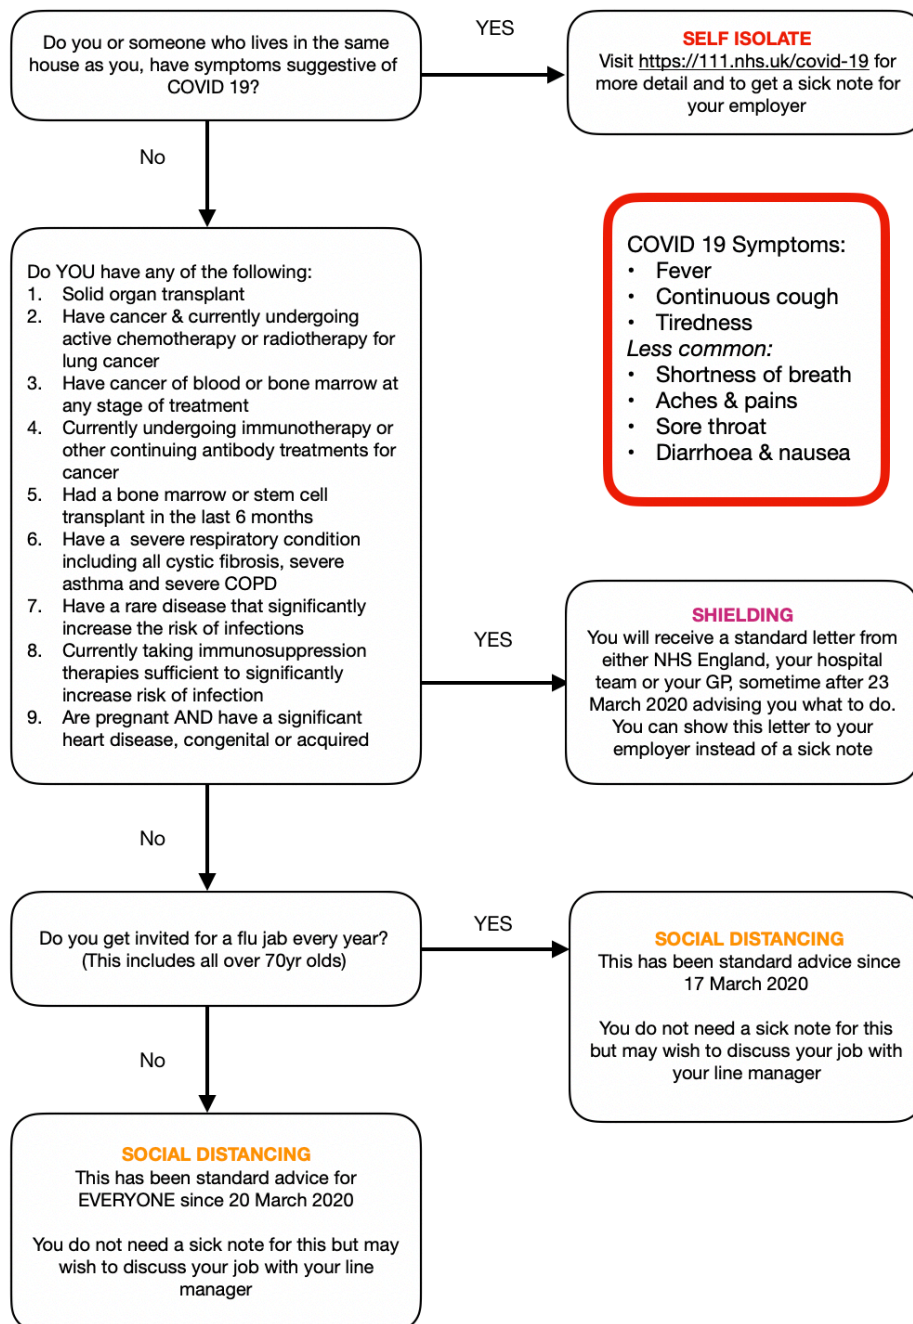 Do you or someone who lives in the same
house as you, have symptoms suggestive of
COVID 19?
YES
SELF ISOLATE
Visit https://111.nhs.uk/covid-19 for
more detail and to get a sick note for
your employer
No
COVID 19 Symptoms:
• Fever
• Continuous cough
• Tiredness
Less common:
• Shortness of breath
• Aches & pains
• Sore throat
• Diarrhoea & nausea
Do YOU have any of the following:
1. Solid organ transplant
2. Have cancer & currently undergoing
active chemotherapy or radiotherapy for
lung cancer
3. Have cancer of blood or bone marrow at
any stage of treatment
4. Currently undergoing immunotherapy or
other continuing antibody treatments for
cancer
5. Had a bone marrow or stem cell
transplant in the last 6 months
6. Have a severe respiratory condition
including all cystic fibrosis, severe
asthma and severe COPD
7. Have a rare disease that significantly
increase the risk of infections
8. Currently taking immunosuppression
therapies sufficient to significantly
increase risk of infection
9. Are pregnant AND have a significant
heart disease, congenital or acquired
YES
SHIELDING
You will receive a standard letter from
either NHS England, your hospital
team or your GP, sometime after 23
March 2020 advising you what to do.
You can show this letter to your
employer instead of a sick note
No
Do you get invited for a flu jab every year?
(This includes all over 70yr olds)
YES
SOCIAL DISTANCING
This has been standard advice since
17 March 2020
You do not need a sick note for this
but may wish to discuss your job with
your line manager
No
SOCIAL DISTANCING
This has been standard advice for
EVERYONE since 20 March 2020
You do not need a sick note for this but may
wish to discuss your job with your line
manager